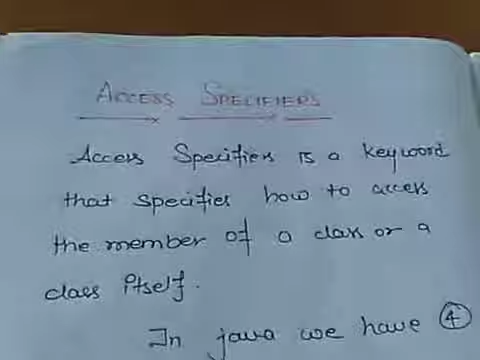 ACCESS SPECIFIERS
Access Specifier is a keyword
that specifies how to access
the member of a class or a
class itself.
In java we have 4